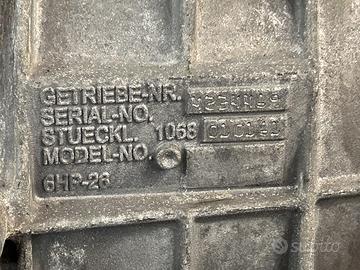 GETRIEBE-NR.
SERIAL-NO.
STUECKL. 1068
MODEL-NO.
6HP-26
subito